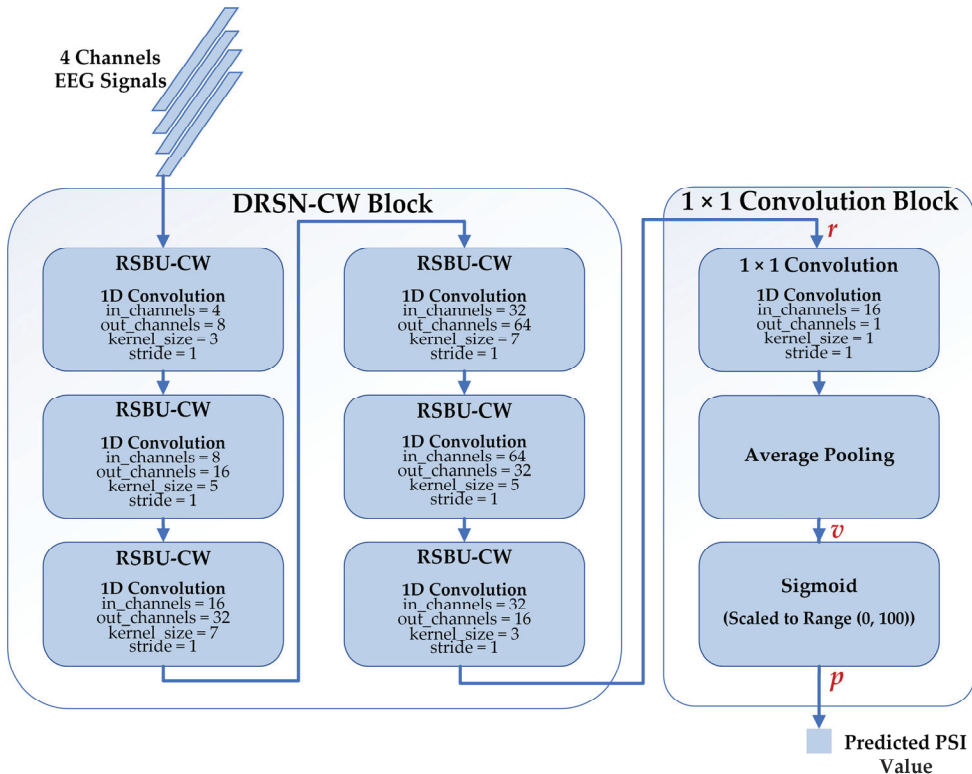 4 Channels
EEG Signals
DRSN-CW Block
RSBU-CW
1D Convolution
in_channels = 4
out_channels = 8
kernel_size – 3
stride = 1
RSBU-CW
1D Convolution
in_channels = 8
out_channels = 16
kernel_size = 5
stride = 1
RSBU-CW
1D Convolution
in_channels = 16
out_channels = 32
kernel_size = 7
stride = 1
RSBU-CW
1D Convolution
in_channels = 32
out_channels = 64
kernel_size – 7
stride = 1
RSBU-CW
1D Convolution
in_channels = 64
out_channels = 32
kernel_size = 5
stride = 1
RSBU-CW
1D Convolution
in_channels = 32
out_channels = 16
kernel_size = 3
stride = 1
1 × 1 Convolution Block
r
1 × 1 Convolution
1D Convolution
in_channels = 16
out_channels = 1
kernel_size = 1
stride = 1
Average Pooling
v
Sigmoid
(Scaled to Range (0, 100))
p
Predicted PSI
Value